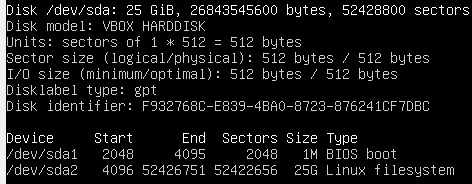 Disk /dev/sda: 25 GiB, 26843545600 bytes, 52428800 sectors
Disk model: VBOX HARDDISK
Units: sectors of 1 * 512 = 512 bytes
Sector size (logical/physical): 512 bytes / 512 bytes
I/O size (minimum/optimal): 512 bytes / 512 bytes
Disklabel type: gpt
Disk identifier: F932768C-E839-4BA0-8723-876241CF7DBC

Device Start End Sectors Size Type
/dev/sda1 2048 4095 2048 1M BIOS boot
/dev/sda2 4096 52426751 52422656 25G Linux filesystem